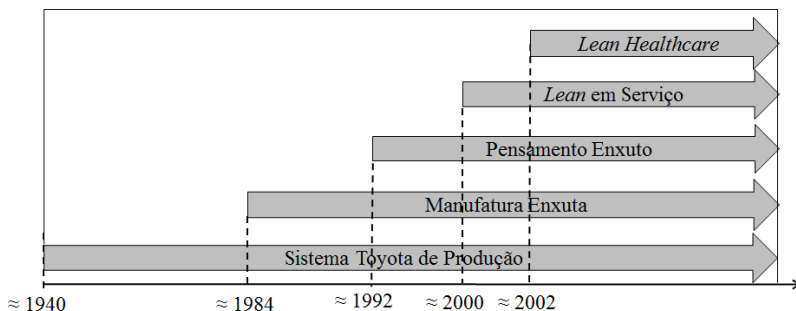 Lean Healthcare
Lean em Serviço
Pensamento Enxuto
Manufatura Enxuta
Sistema Toyota de Produção
≈ 1940
≈ 1984
≈ 1992
≈ 2000
≈ 2002